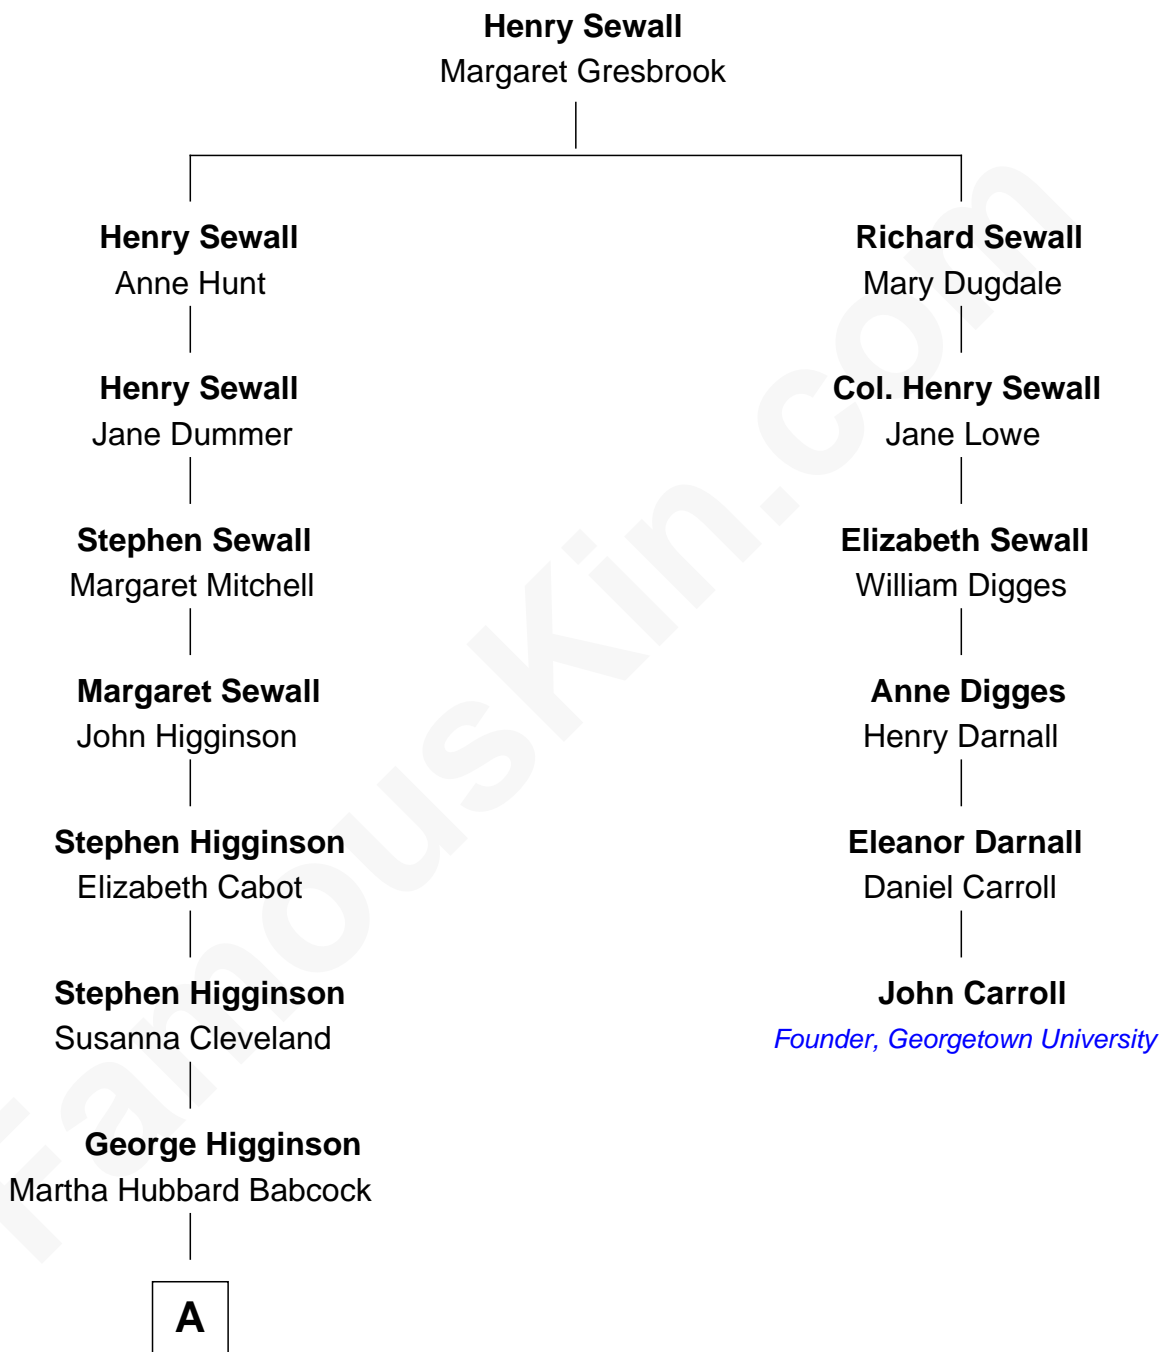 Henry Sewall
Margaret Gresbrook
Henry Sewall
Anne Hunt
Henry Sewall
Jane Dummer
Stephen Sewall
Margaret Mitchell
Margaret Sewall
John Higginson
Stephen Higginson
Elizabeth Cabot
Stephen Higginson
Susanna Cleveland
George Higginson
Martha Hubbard Babcock
A
Richard Sewall
Mary Dugdale
Col. Henry Sewall
Jane Lowe
Elizabeth Sewall
William Digges
Anne Digges
Henry Darnall
Eleanor Darnall
Daniel Carroll
John Carroll
Founder, Georgetown University
FamousKin.com